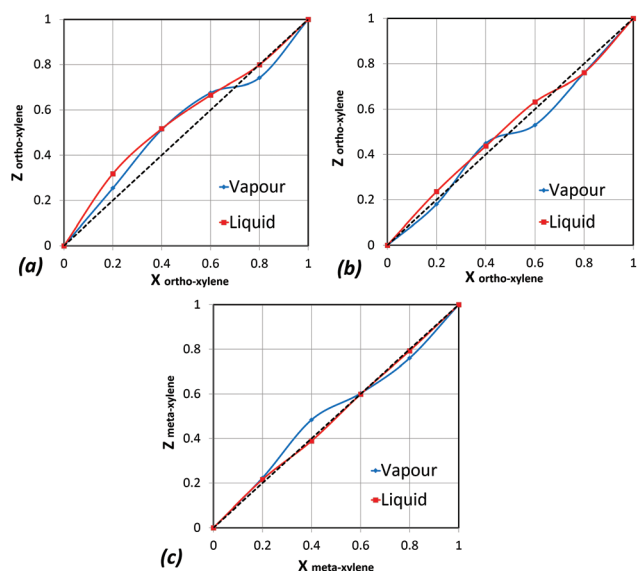 1
0.8
0.6
0.4
0.2
0
Z ortho-xylene
0 0.2 0.4 0.6 0.8 1
X ortho-xylene
Vapour
Liquid
(a)
1
0.8
0.6
0.4
0.2
0
Z ortho-xylene
0 0.2 0.4 0.6 0.8 1
X ortho-xylene
Vapour
Liquid
(b)
1
0.8
0.6
0.4
0.2
0
Z meta-xylene
0 0.2 0.4 0.6 0.8 1
X meta-xylene
Vapour
Liquid
(c)